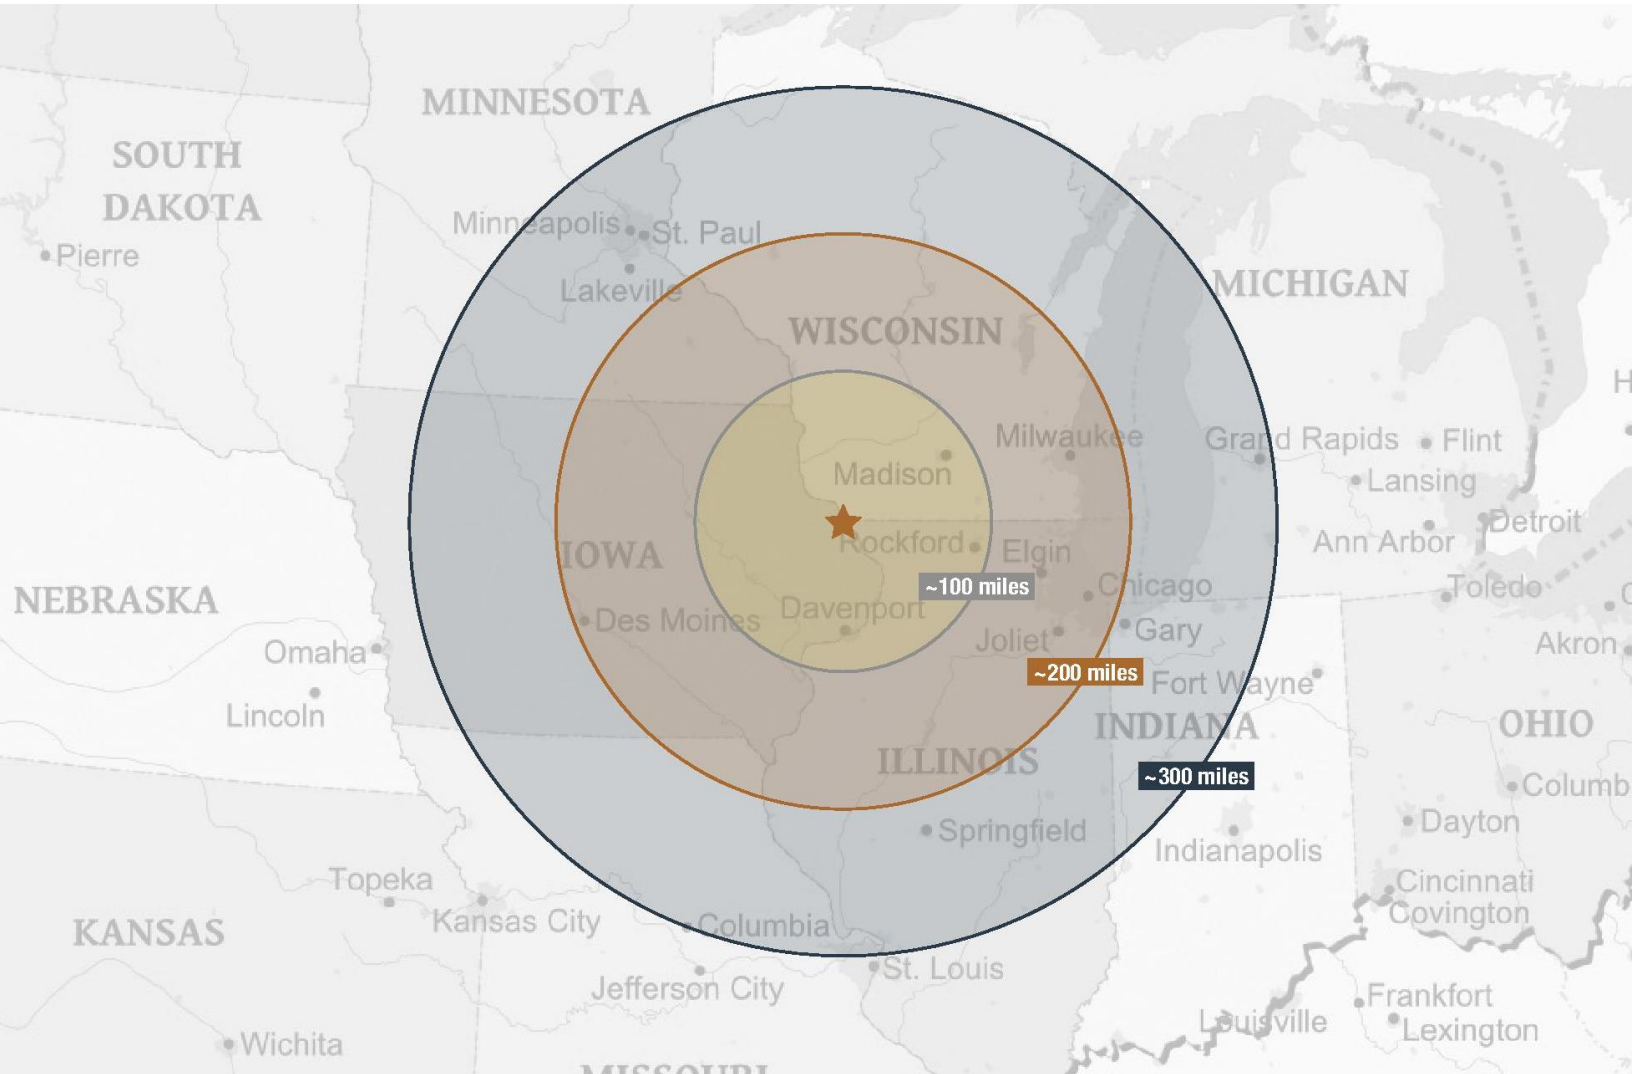 MINNESOTA
SOUTH
DAKOTA
Minneapolis
St. Paul
Pierre
Lakeville
MICHIGAN
WISCONSIN
H
Milwaukee
Grand Rapids
Flint
Madison
Lansing
Detroit
Rockford
Elgin
Ann Arbor
IOWA
~100 miles
Chicago
Toledo
C
NEBRASKA
Davenport
Des Moines
Joliet
Gary
Akron
Omaha
~200 miles
Fort Wayne
Lincoln
INDIANA
OHIO
ILLINOIS
~300 miles
Columb
Springfield
Dayton
Indianapolis
Topeka
Cincinnati
Kansas City
Columbia
Covington
KANSAS
St. Louis
Jefferson City
Frankfort
Louisville
Lexington
Wichita
MISSOURI